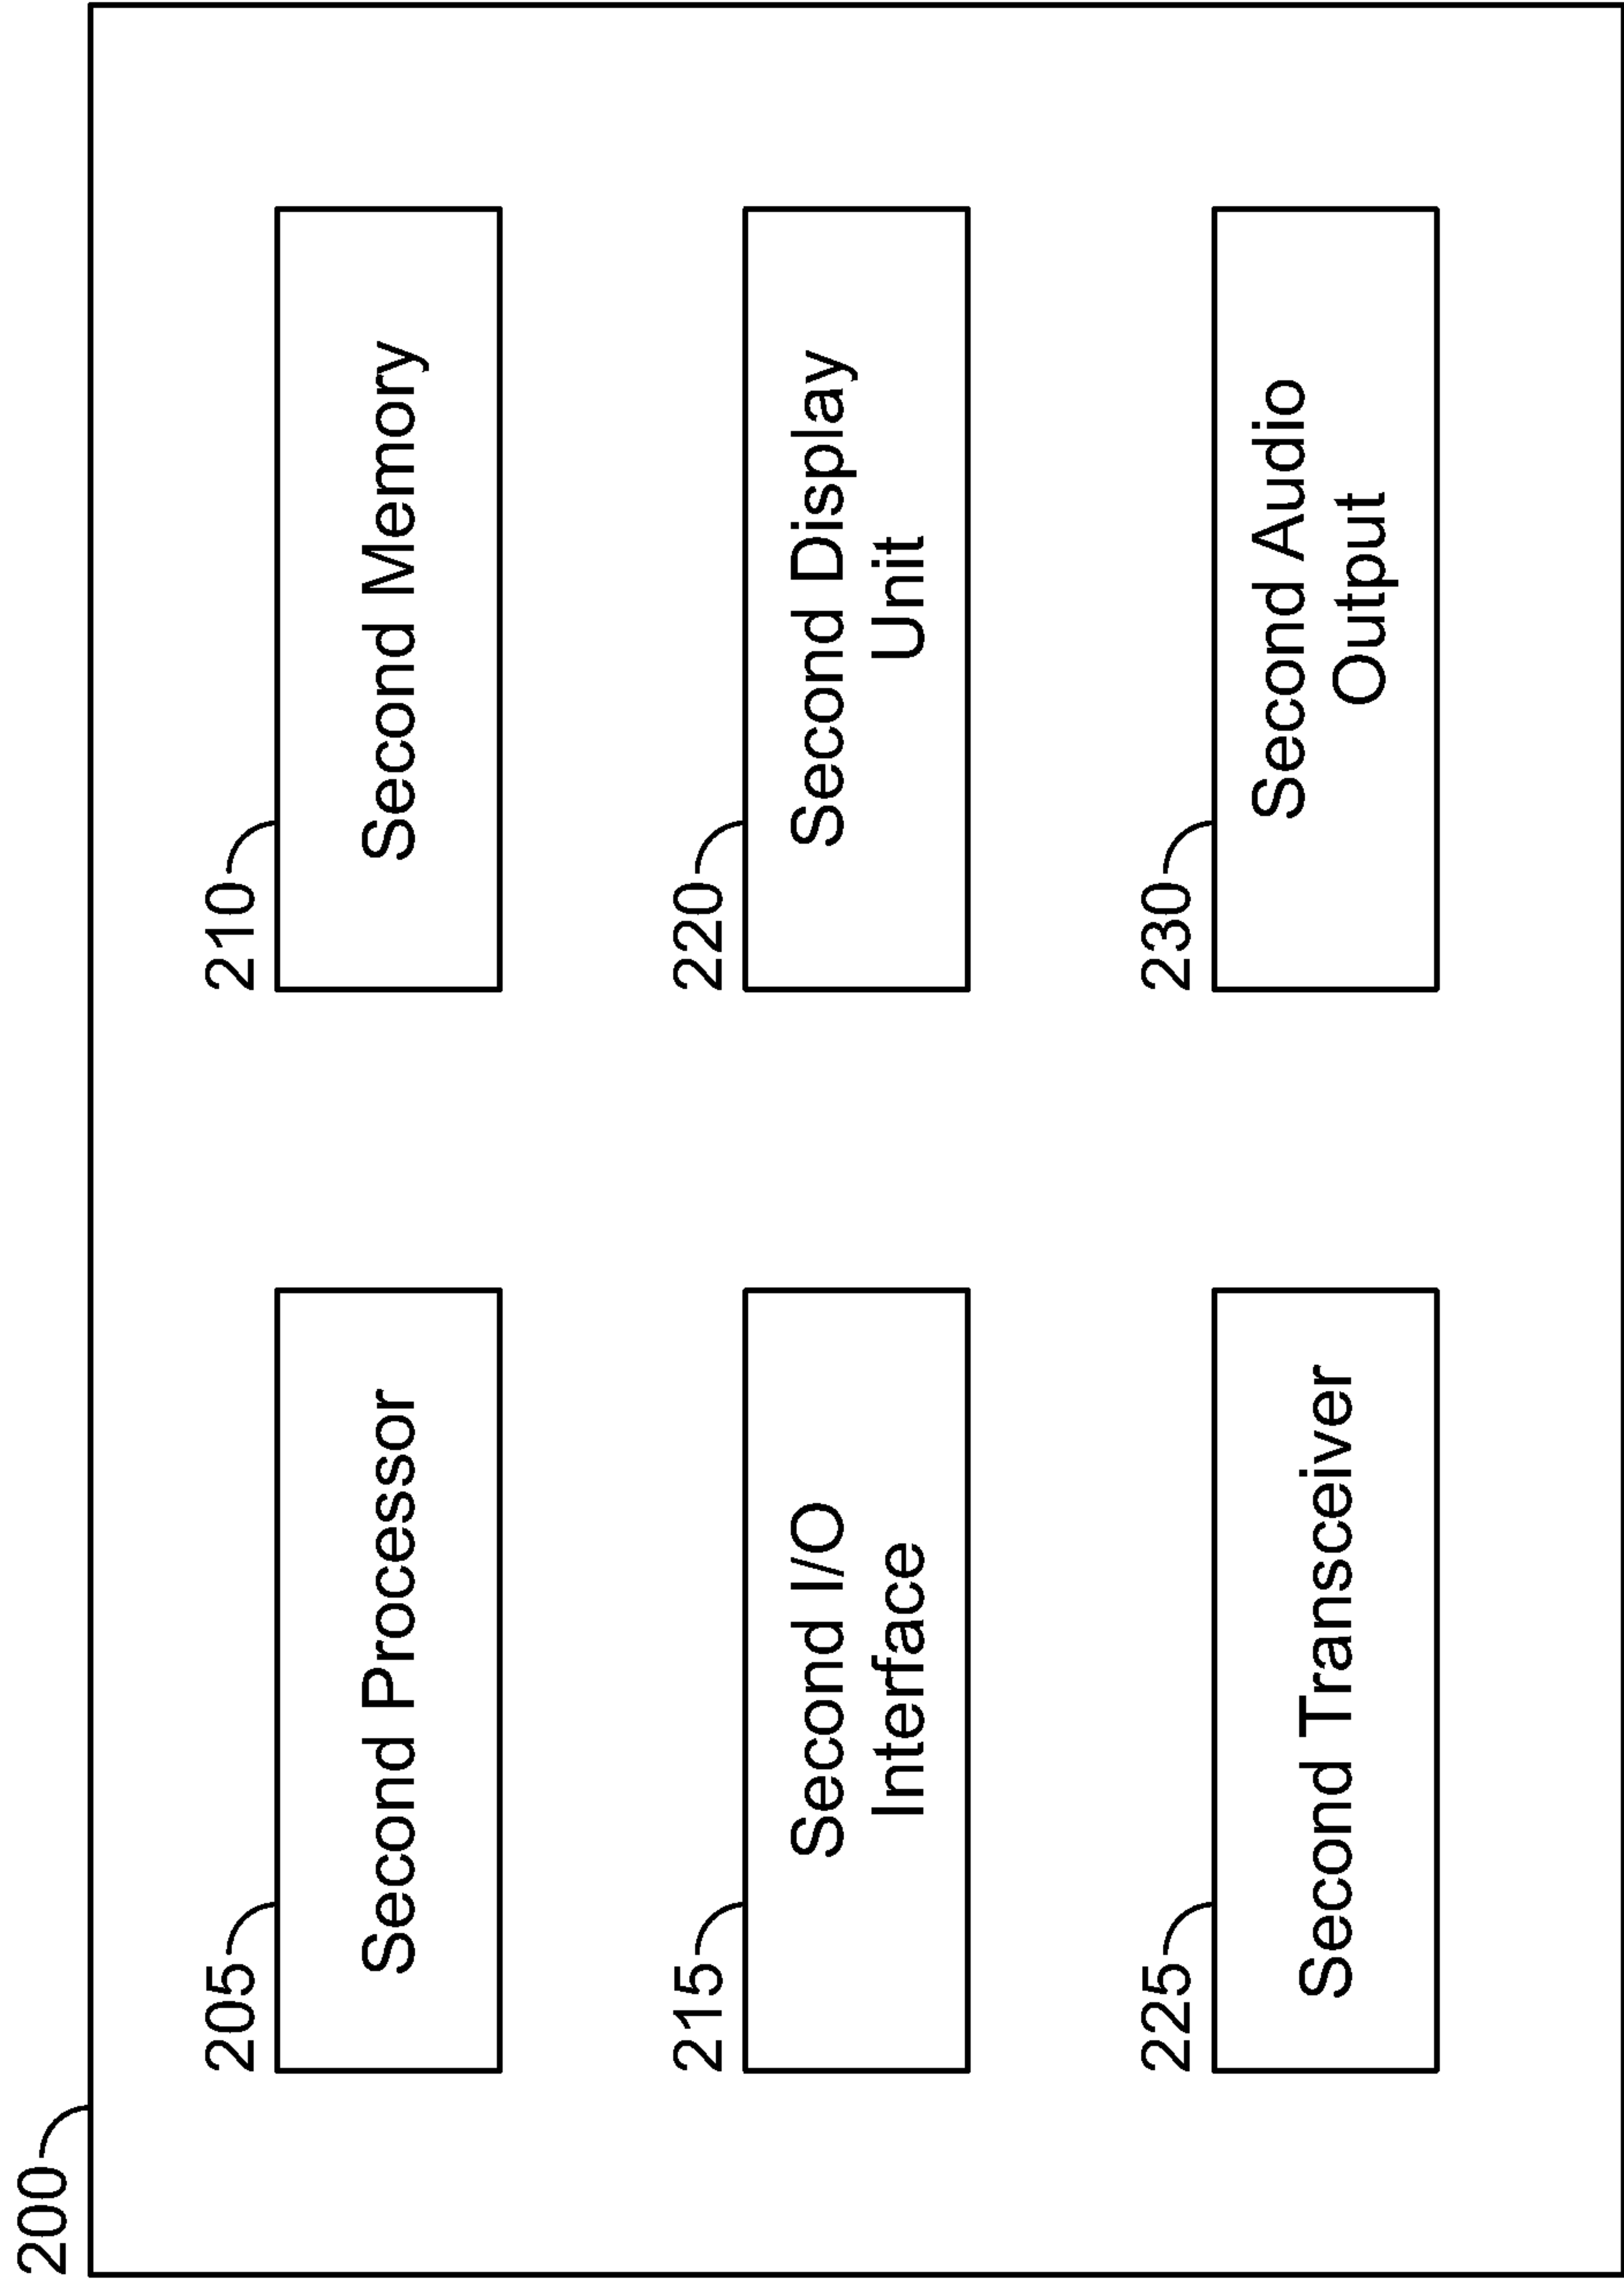 200
205
Second Processor
210
Second Memory
215
Second I/O
Interface
220
Second Display
Unit
225
Second Transceiver
230
Second Audio
Output